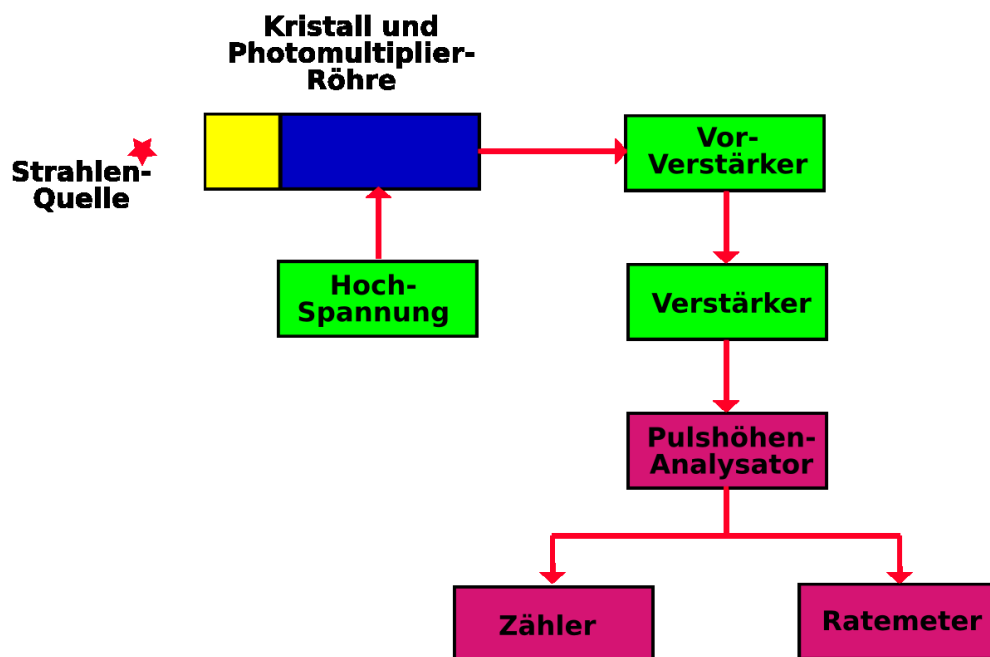 Kristall und
Photomultiplier-
Röhre
Strahlen-
Quelle
Vor-
Verstärker
Hoch-
Spannung
Verstärker
Pulshöhen-
Analysator
Zähler
Ratemeter